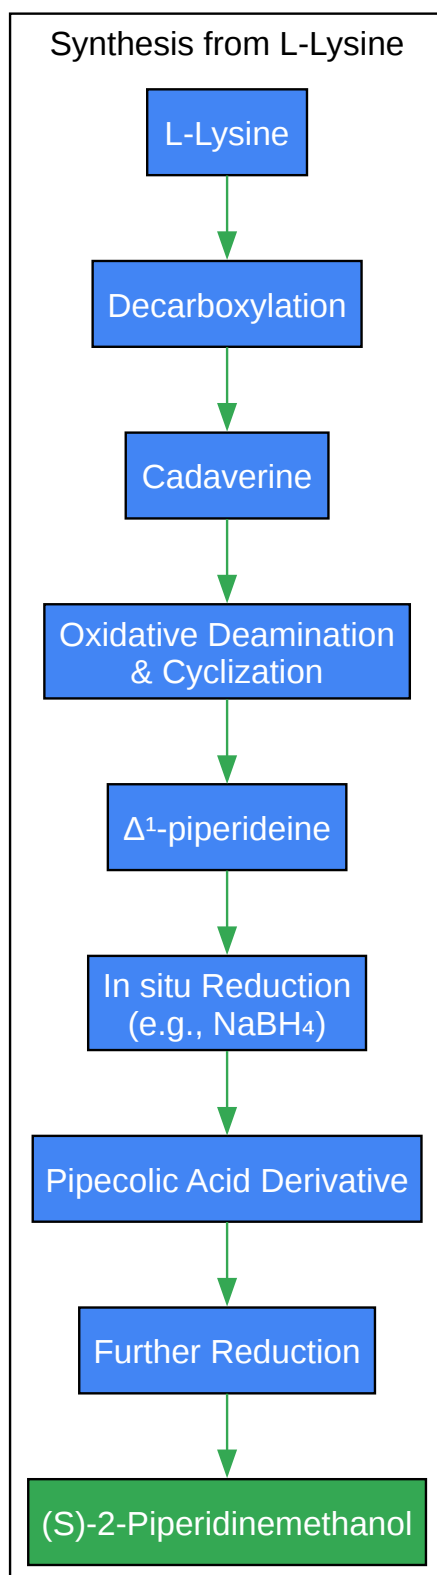 Synthesis from L-Lysine
L-Lysine
Decarboxylation
Cadaverine
Oxidative Deamination
& Cyclization
Δ¹-piperideine
In situ Reduction
(e.g., NaBH₄)
Pipecolic Acid Derivative
Further Reduction
(S)-2-Piperidinemethanol